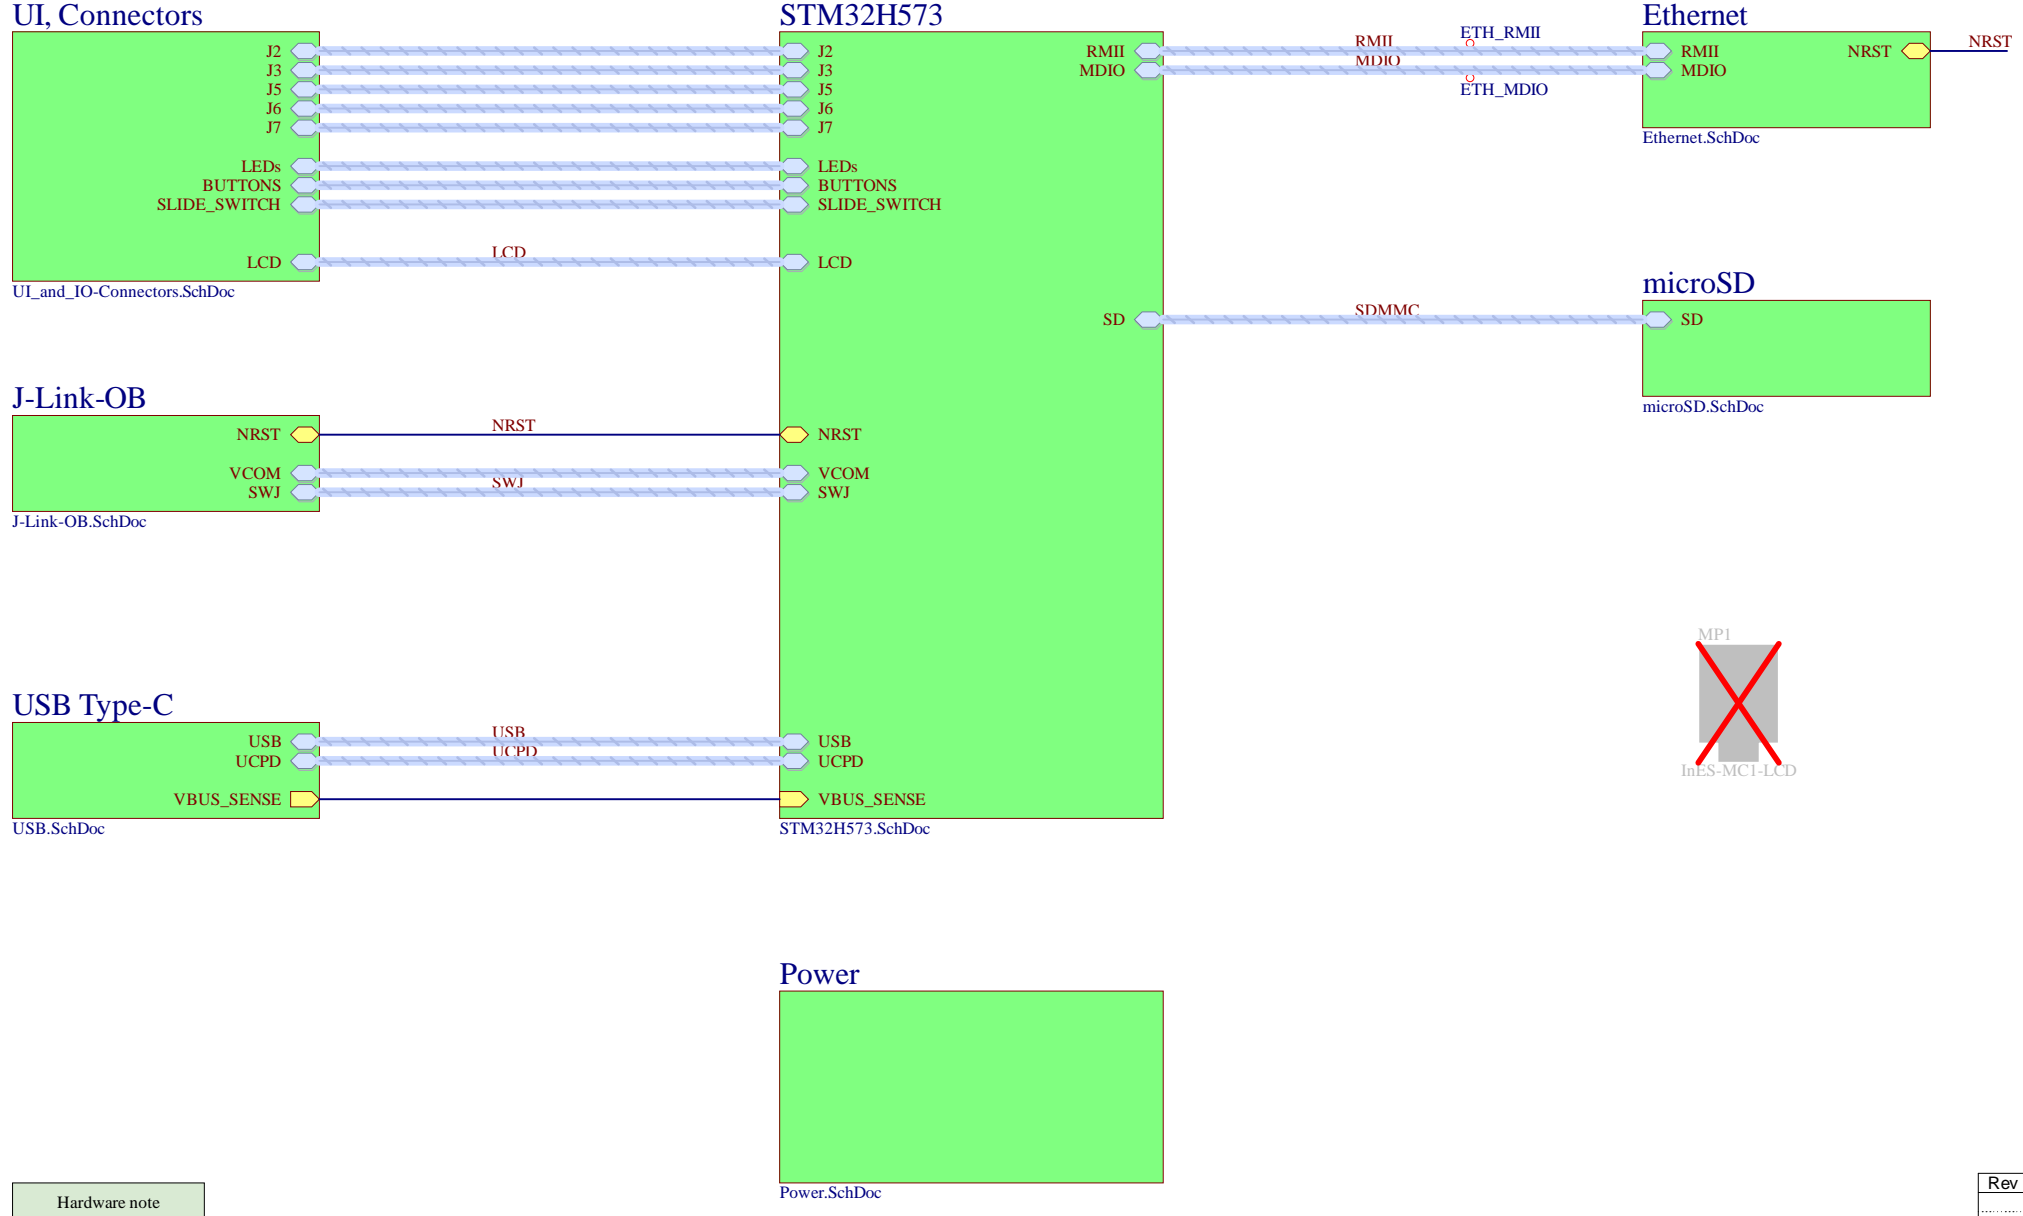 UI, Connectors
J2
J3
J5
J6
J7
LEDs
BUTTONS
SLIDE_SWITCH
LCD
UI_and_IO-Connectors.SchDoc
LCD
STM32H573
J2
J3
J5
J6
J7
LEDs
BUTTONS
SLIDE_SWITCH
LCD
RMII
MDIO
SD
NRST
VCOM
SWJ
USB
UCPD
VBUS_SENSE
STM32H573.SchDoc
RMII
MDIO
ETH_RMII
ETH_MDIO
Ethernet
RMII
MDIO
NRST
NRST
Ethernet.SchDoc
SDMMC
microSD
SD
microSD.SchDoc
J-Link-OB
NRST
VCOM
SWJ
J-Link-OB.SchDoc
NRST
SWJ
MP1
InES-MC1-LCD
USB Type-C
USB
UCPD
VBUS_SENSE
USB.SchDoc
USB
UCPD
Power
Power.SchDoc
Hardware note
Rev